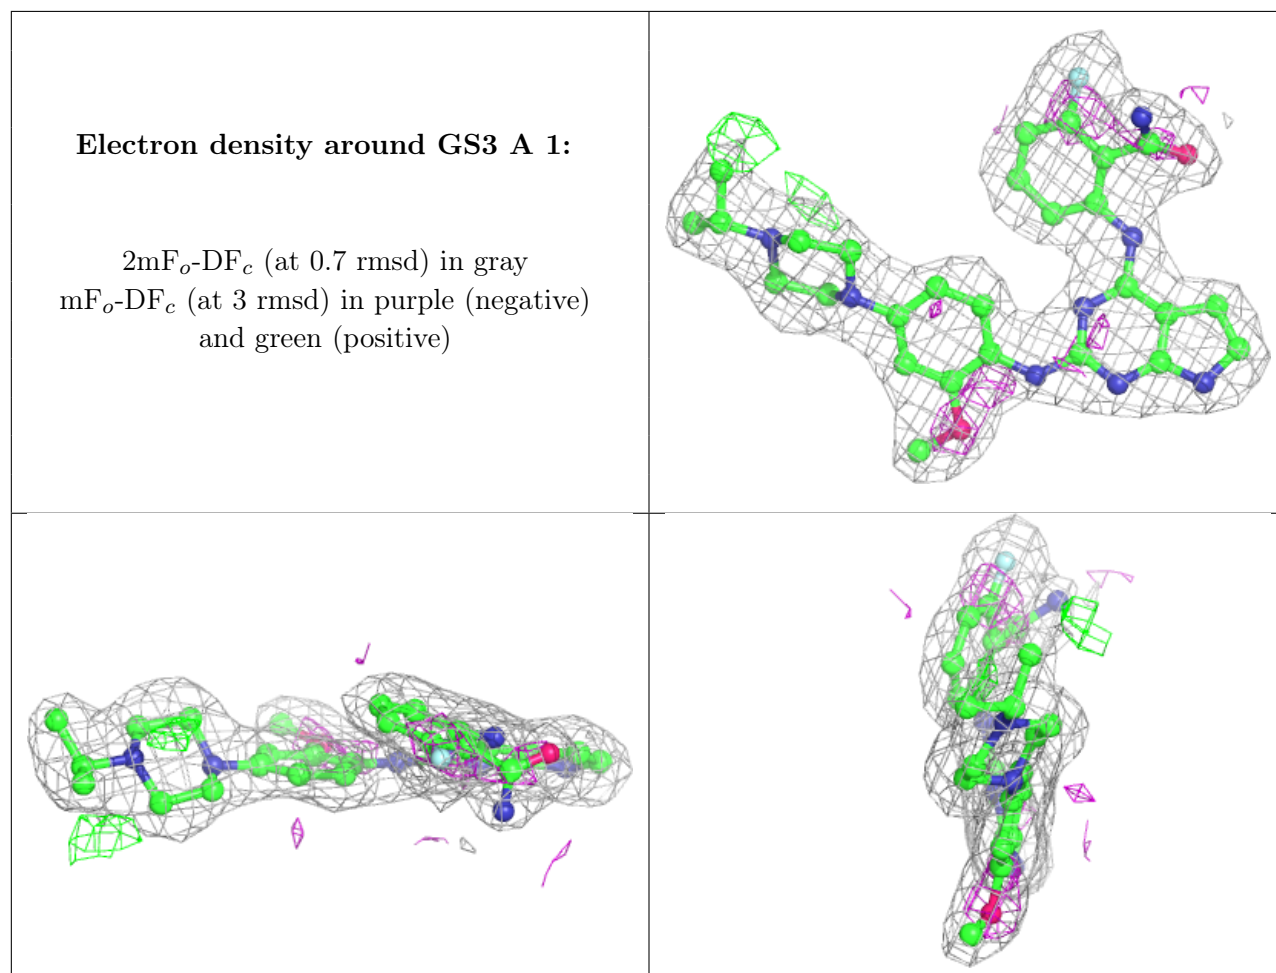 Electron density around GS3 A 1:
2mFo-DFc (at 0.7 rmsd) in gray
mFo-DFc (at 3 rmsd) in purple (negative)
and green (positive)